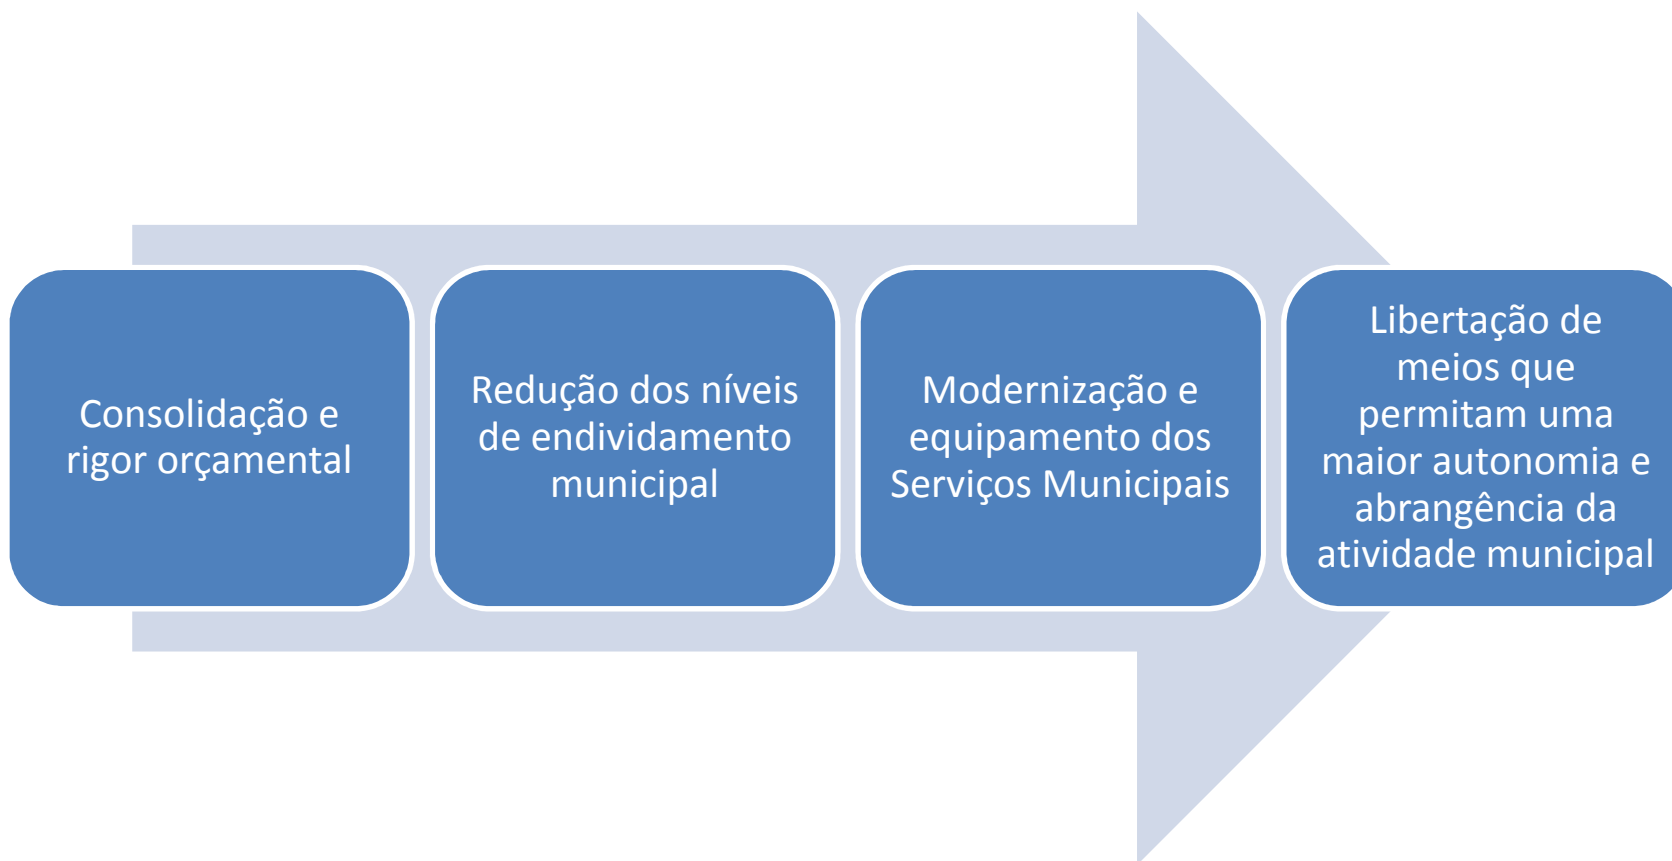 Consolidação e
rigor orçamental
Redução dos níveis
de endividamento
municipal
Modernização e
equipamento dos
Serviços Municipais
Libertação de
meios que
permitam uma
maior autonomia e
abrangência da
atividade municipal